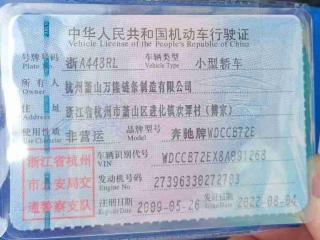 中华人民共和国机动车行驶证
Vehicle License of the People's Republic of China
号牌号码 浙A443RL 车辆类型 小型轿车
Plate No. Vehicle Type
所有人 杭州萧山万隆链条制造有限公司
Owner
住址 浙江省杭州市萧山区进化镇欢潭村
Address
使用性质 非营运 品牌型号 奔驰牌WDCCB72E
Use Character Model
浙江省杭州
市公安局交
通警察支队
车辆识别代号
VIN
发动机号码 27396738272703
Engine No.
注册日期 2009-05-26 发证日期 2022-08-04
Register Date Issue Date